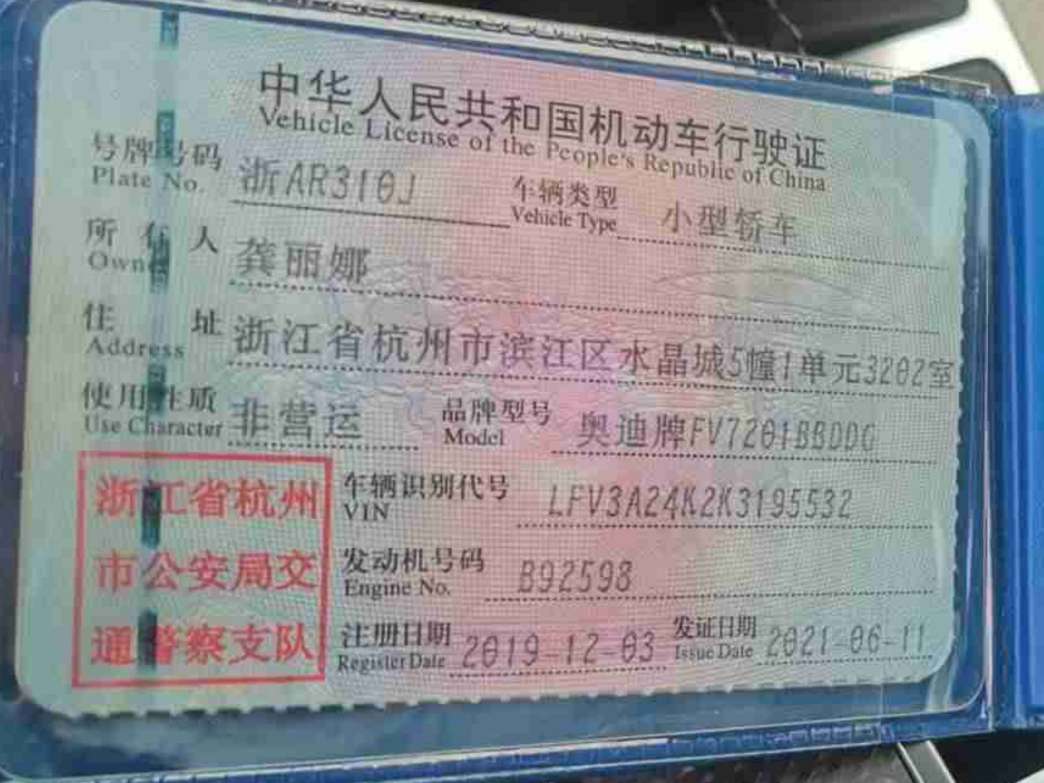 中华人民共和国机动车行驶证
Vehicle License of the People's Republic of China
号牌号码 浙AR310J 车辆类型 小型轿车
Plate No. Vehicle Type
所有人 龚丽娜
Owner
住址 浙江省杭州市滨江区水晶城5幢1单元3202室
Address
使用性质 非营运 品牌型号 奥迪牌FV7201BBDDG
Use Character Model
浙江省杭州
市公安局交
通警察支队
车辆识别代号 LFV3A24K2K3195532
VIN
发动机号码 B92598
Engine No.
注册日期 2019-12-03 发证日期 2021-06-11
Register Date Issue Date